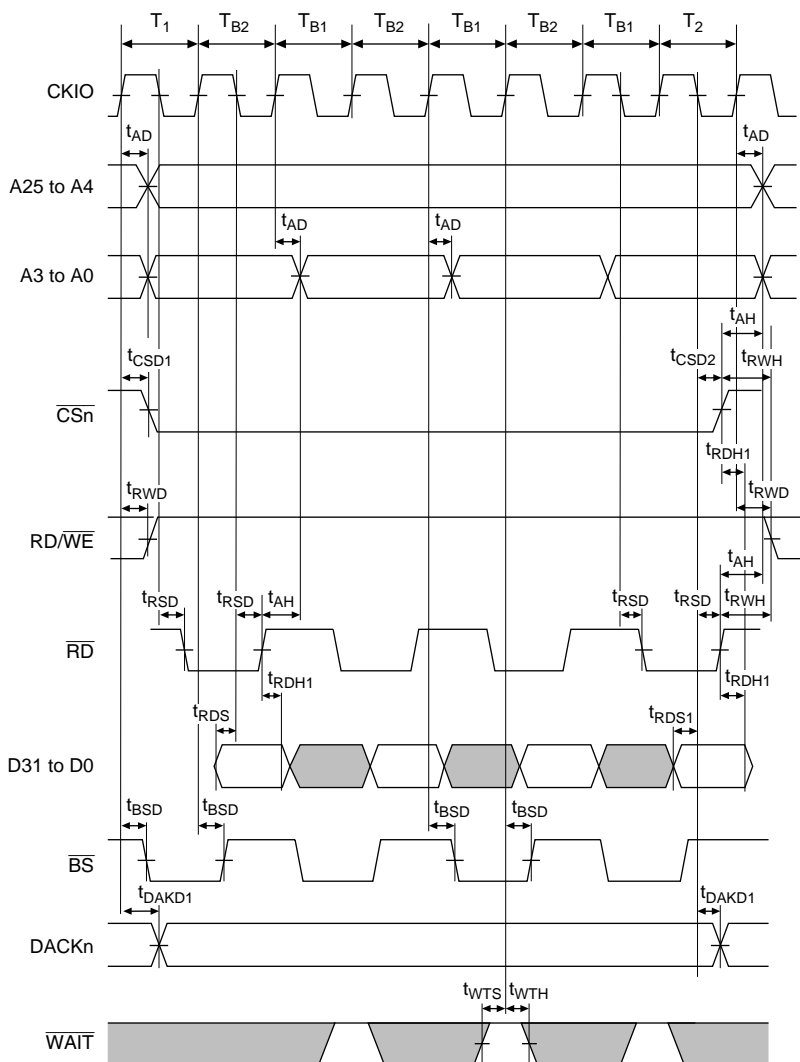 T1 TB2 TB1 TB2 TB1 TB2 TB1 T2
CKIO
tAD tAD
A25 to A4
tAD tAD
A3 to A0
tAH
tCSD1 tCSD2 tRWH
CSn
tRDH1
tRWD tRWD
RD/WE
tAH
tRSD tRSD tAH tRSD tRSD tRWH
RD
tRDH1 tRDH1
tRDS tRDS1
D31 to D0
tBSD tBSD tBSD tBSD
BS
tDAKD1 tDAKD1
DACKn
tWTS tWTH
WAIT